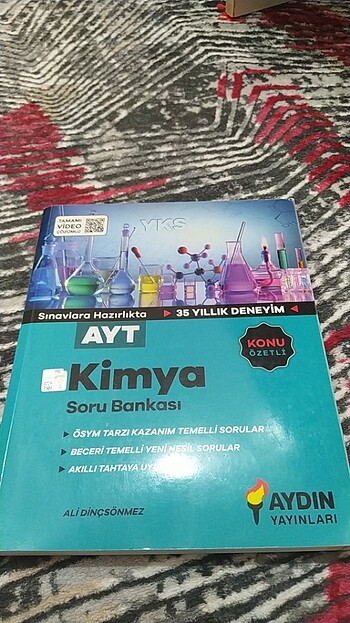 TAMAMI
VİDEO
ÇÖZÜMLÜ
YKS
Sınavlara Hazırlıkta
35 YILLIK DENEYİM
AYT
KONU
ÖZETLİ
Kimya
Soru Bankası
ÖSYM TARZI KAZANIM TEMELLİ SORULAR
BECERİ TEMELLİ YENİ NESİL SORULAR
AKILLI TAHTAYA
ALİ DİNÇSÖNMEZ
AYDIN
YAYINLARI